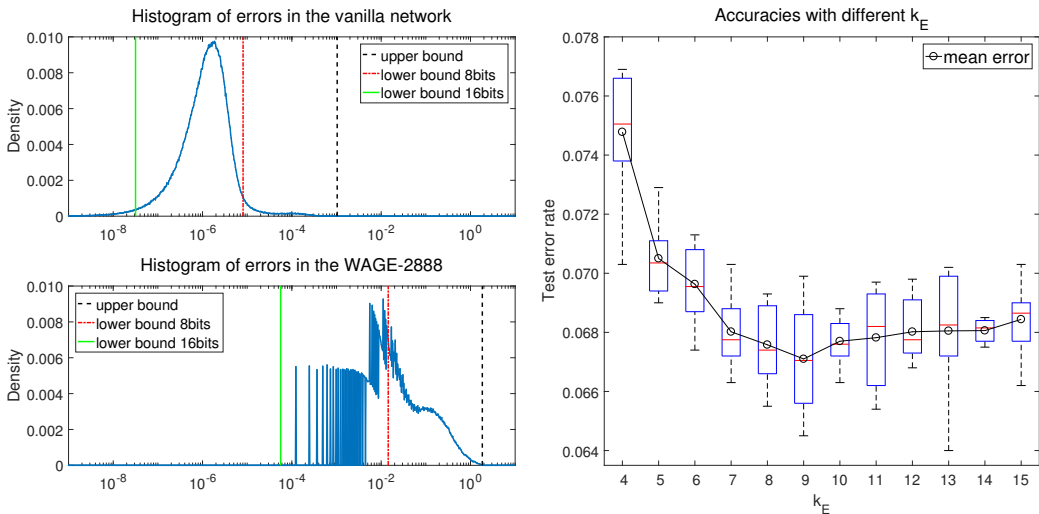 Histogram of errors in the vanilla network
0.010
0.008
0.006
0.004
0.002
0
Density
upper bound
lower bound 8bits
lower bound 16bits
10^-8
10^-6
10^-4
10^-2
10^0
Histogram of errors in the WAGE-2888
0.010
0.008
0.006
0.004
0.002
0
Density
upper bound
lower bound 8bits
lower bound 16bits
10^-8
10^-6
10^-4
10^-2
10^0
Accuracies with different k_E
0.078
0.076
0.074
0.072
0.070
0.068
0.066
0.064
Test error rate
mean error
4 5 6 7 8 9 10 11 12 13 14 15
k_E